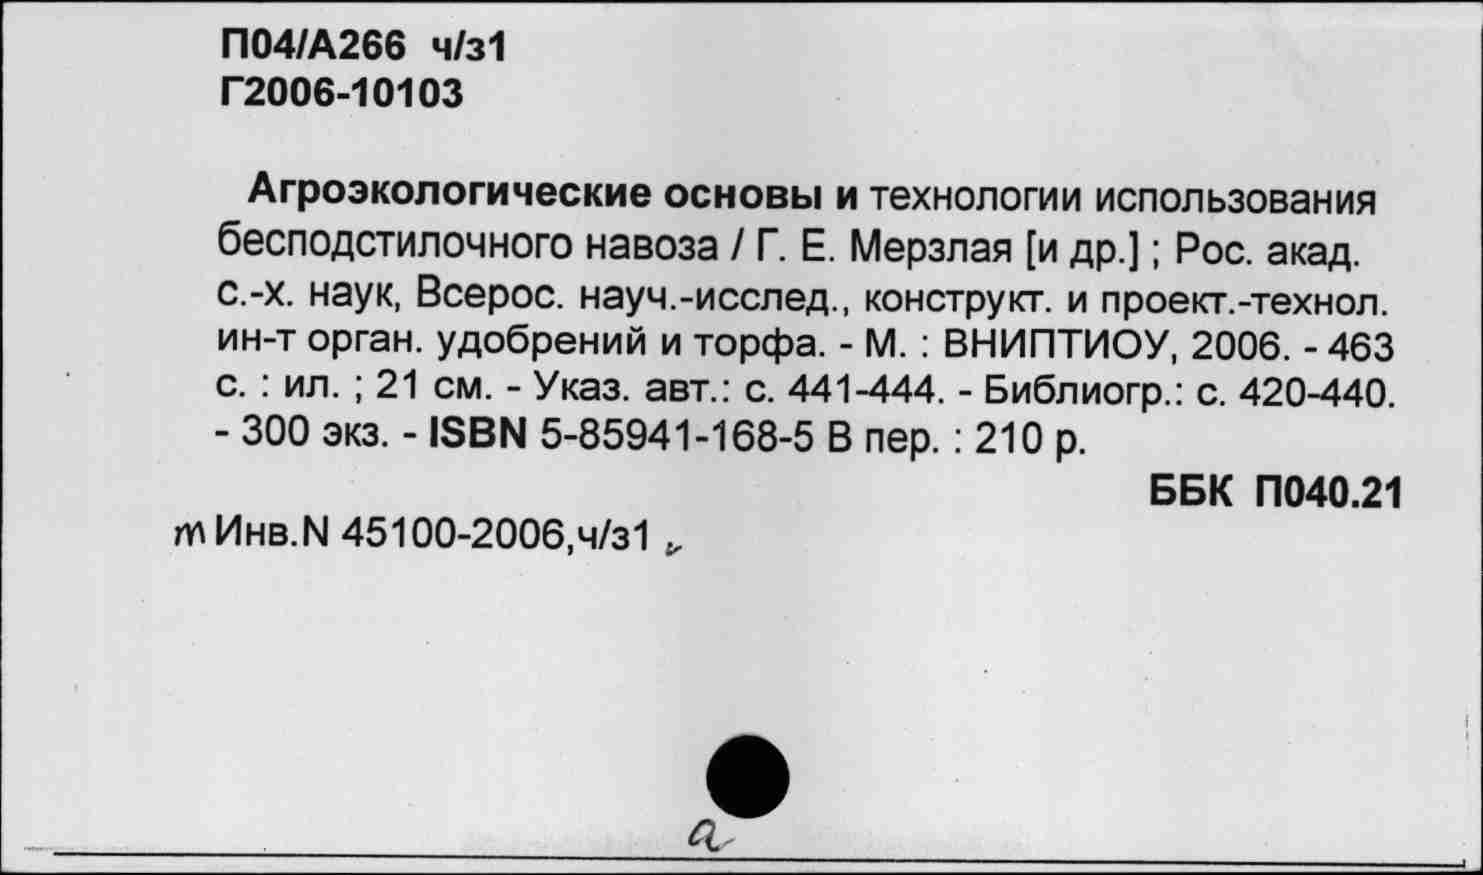 П04/А266 ч/з1
Г2006-10103
Агроэкологические основы и технологии использования
бесподстилочного навоза / Г. Е. Мерзлая [и др.] ; Рос. акад.
с.-х. наук, Всерос. науч.-исслед., конструкт. и проект.-технол.
ин-т орган. удобрений и торфа. - М. : ВНИПТИОУ, 2006. - 463
с. : ил. ; 21 см. - Указ. авт.: с. 441-444. - Библиогр.: с. 420-440.
- 300 экз. - ISBN 5-85941-168-5 В пер. : 210 р.
ББК П040.21
т Инв.N 45100-2006,ч/з1
а